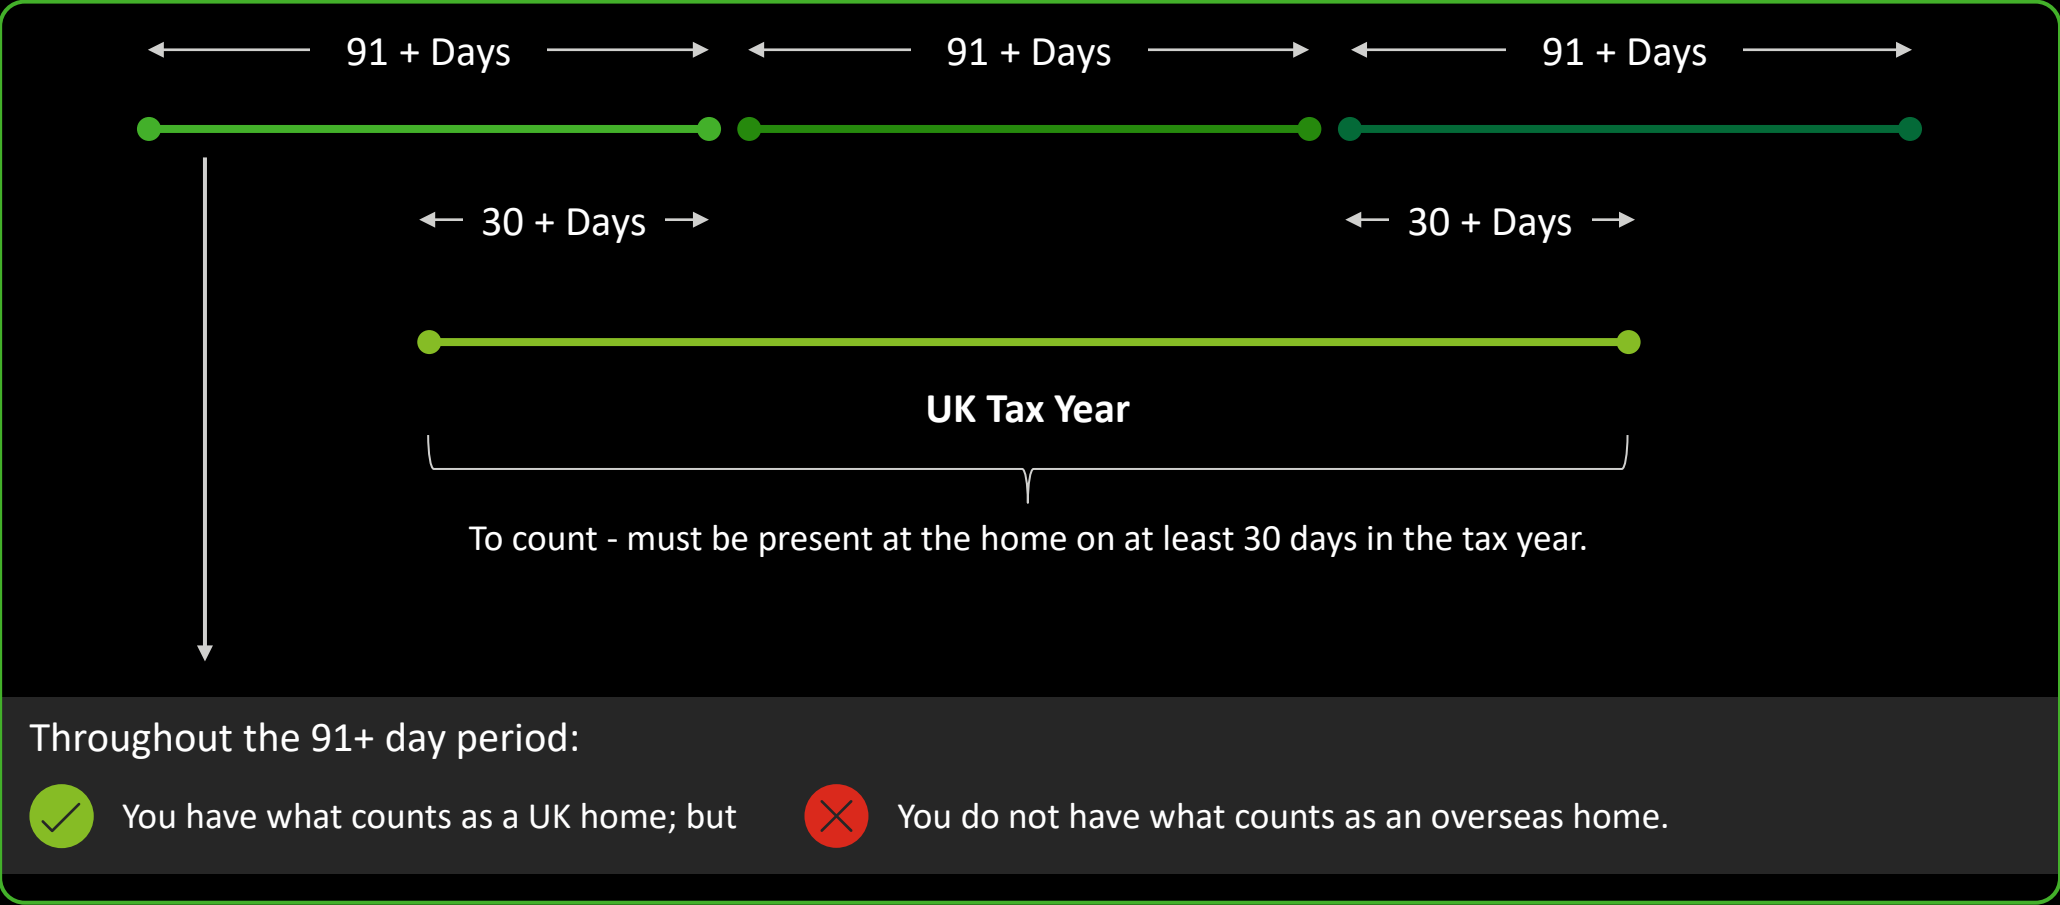 91 + Days
91 + Days
91 + Days
30 + Days
30 + Days
UK Tax Year
To count - must be present at the home on at least 30 days in the tax year.
Throughout the 91+ day period:
You have what counts as a UK home; but
You do not have what counts as an overseas home.